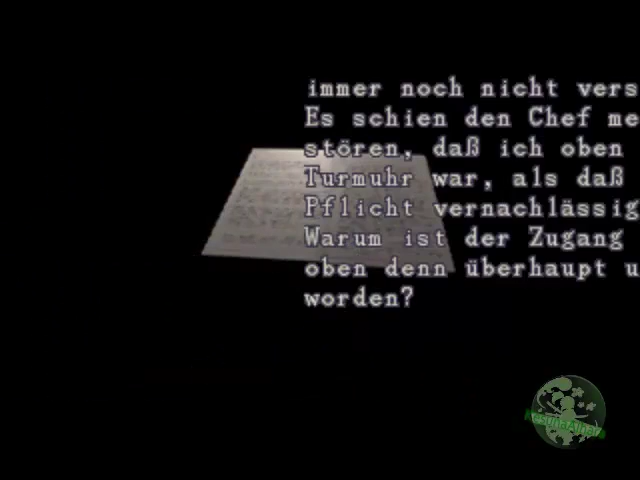 immer noch nicht vers
Es schien den Chef me
stören, daß ich oben
Turmuhr war, als daß
Pflicht vernachlässig
Warum ist der Zugang
oben denn überhaupt u
worden?